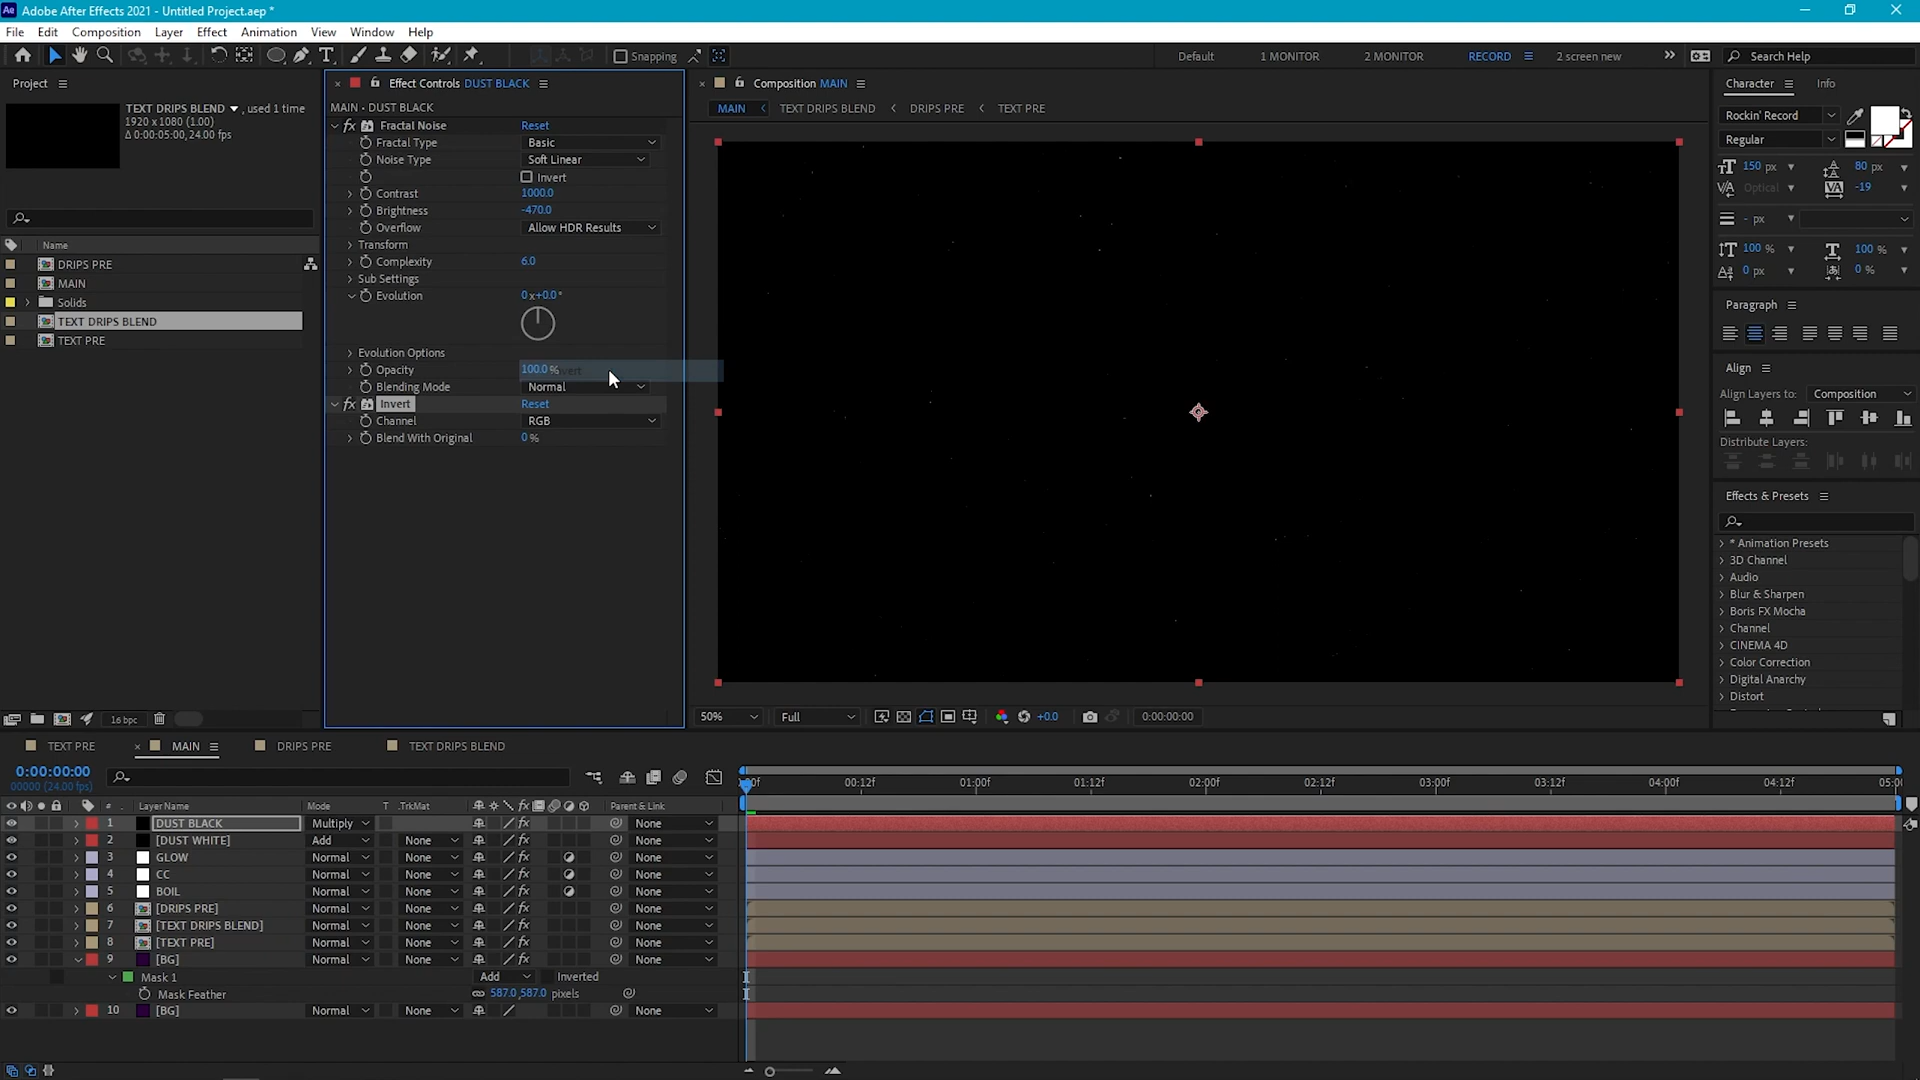 Adobe After Effects 2021 - Untitled Project.aep *
File Edit Composition Layer Effect Animation View Window Help
Snapping Default 1 MONITOR 2 MONITOR RECORD 2 screen new Search Help
Project
TEXT DRIPS BLEND , used 1 time
1920 x 1080 (1.00)
Δ 0:00:05:00, 24.00 fps
Name
DRIPS PRE
MAIN
Solids
TEXT DRIPS BLEND
TEXT PRE
16 bpc
Effect Controls DUST BLACK
MAIN • DUST BLACK
fx Fractal Noise Reset
Fractal Type Basic
Noise Type Soft Linear
Invert
Contrast 1000.0
Brightness -470.0
Overflow Allow HDR Results
Transform
Complexity 6.0
Sub Settings
Evolution 0x+0.0°
Evolution Options
Opacity 100.0 %
Blending Mode Normal
fx Invert Reset
Channel RGB
Blend With Original 0 %
Composition MAIN
MAIN TEXT DRIPS BLEND DRIPS PRE TEXT PRE
50% Full +0.0 0:00:00:00
Character Info
Rockin' Record
Regular
150 px 80 px
Optical -19
- px
100 % 100 %
0 px 0 %
Paragraph
Align
Align Layers to: Composition
Distribute Layers:
Effects & Presets
* Animation Presets
3D Channel
Audio
Blur & Sharpen
Boris FX Mocha
Channel
CINEMA 4D
Color Correction
Digital Anarchy
Distort
TEXT PRE MAIN DRIPS PRE TEXT DRIPS BLEND
0:00:00:00
00000 (24.00 fps)
:00f 00:12f 01:00f 01:12f 02:00f 02:12f 03:00f 03:12f 04:00f 04:12f 05:00
# Layer Name Mode T .TrkMat fx Parent & Link
1 DUST BLACK Multiply fx None
2 [DUST WHITE] Add None fx None
3 GLOW Normal None fx None
4 CC Normal None fx None
5 BOIL Normal None fx None
6 [DRIPS PRE] Normal None fx None
7 [TEXT DRIPS BLEND] Normal None fx None
8 [TEXT PRE] Normal None fx None
9 [BG] Normal None None
Mask 1 Add Inverted
Mask Feather 587.0,587.0 pixels
10 [BG] Normal None None